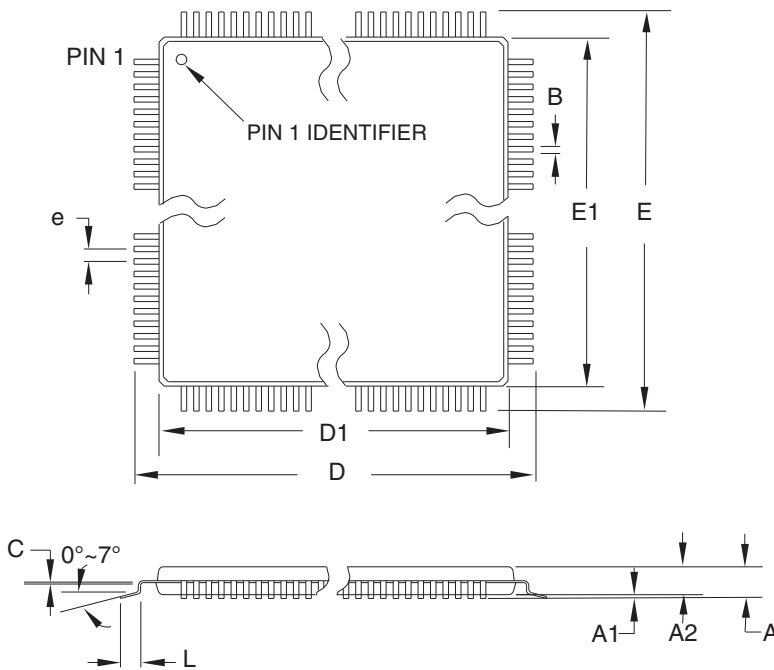 PIN 1
B
PIN 1 IDENTIFIER
e
E1
E
D1
D
C
0°~7°
A1
A2
A
L